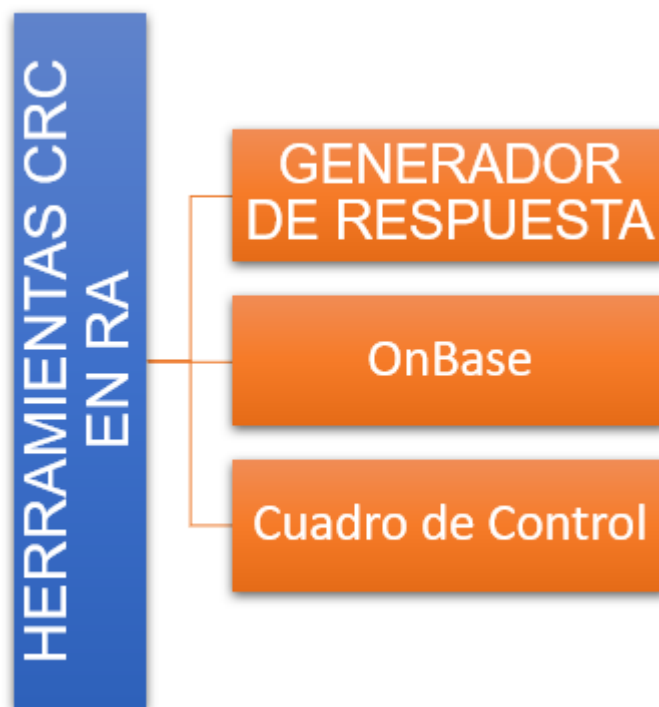 HERRAMIENTAS CRC
EN RA
GENERADOR
DE RESPUESTA
OnBase
Cuadro de Control